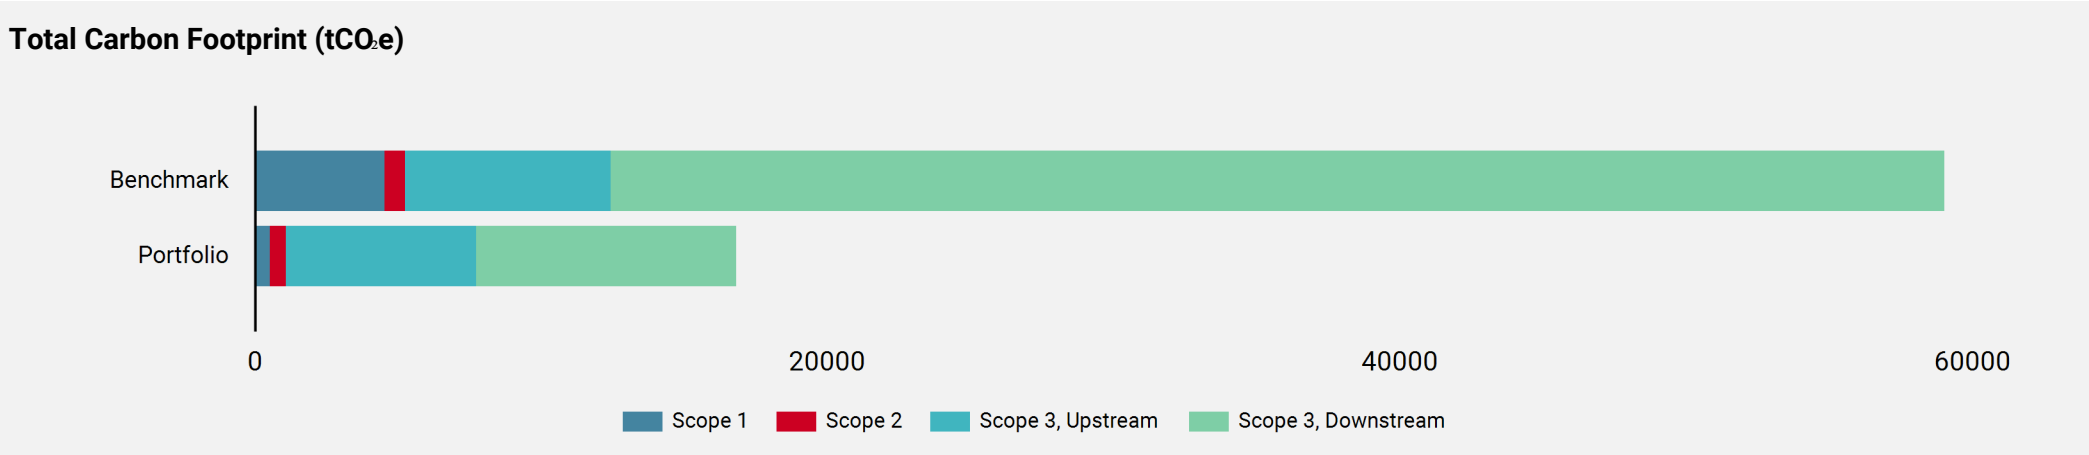 Total Carbon Footprint (tCO₂e)
Benchmark
Portfolio
0 20000 40000 60000
Scope 1 Scope 2 Scope 3, Upstream Scope 3, Downstream